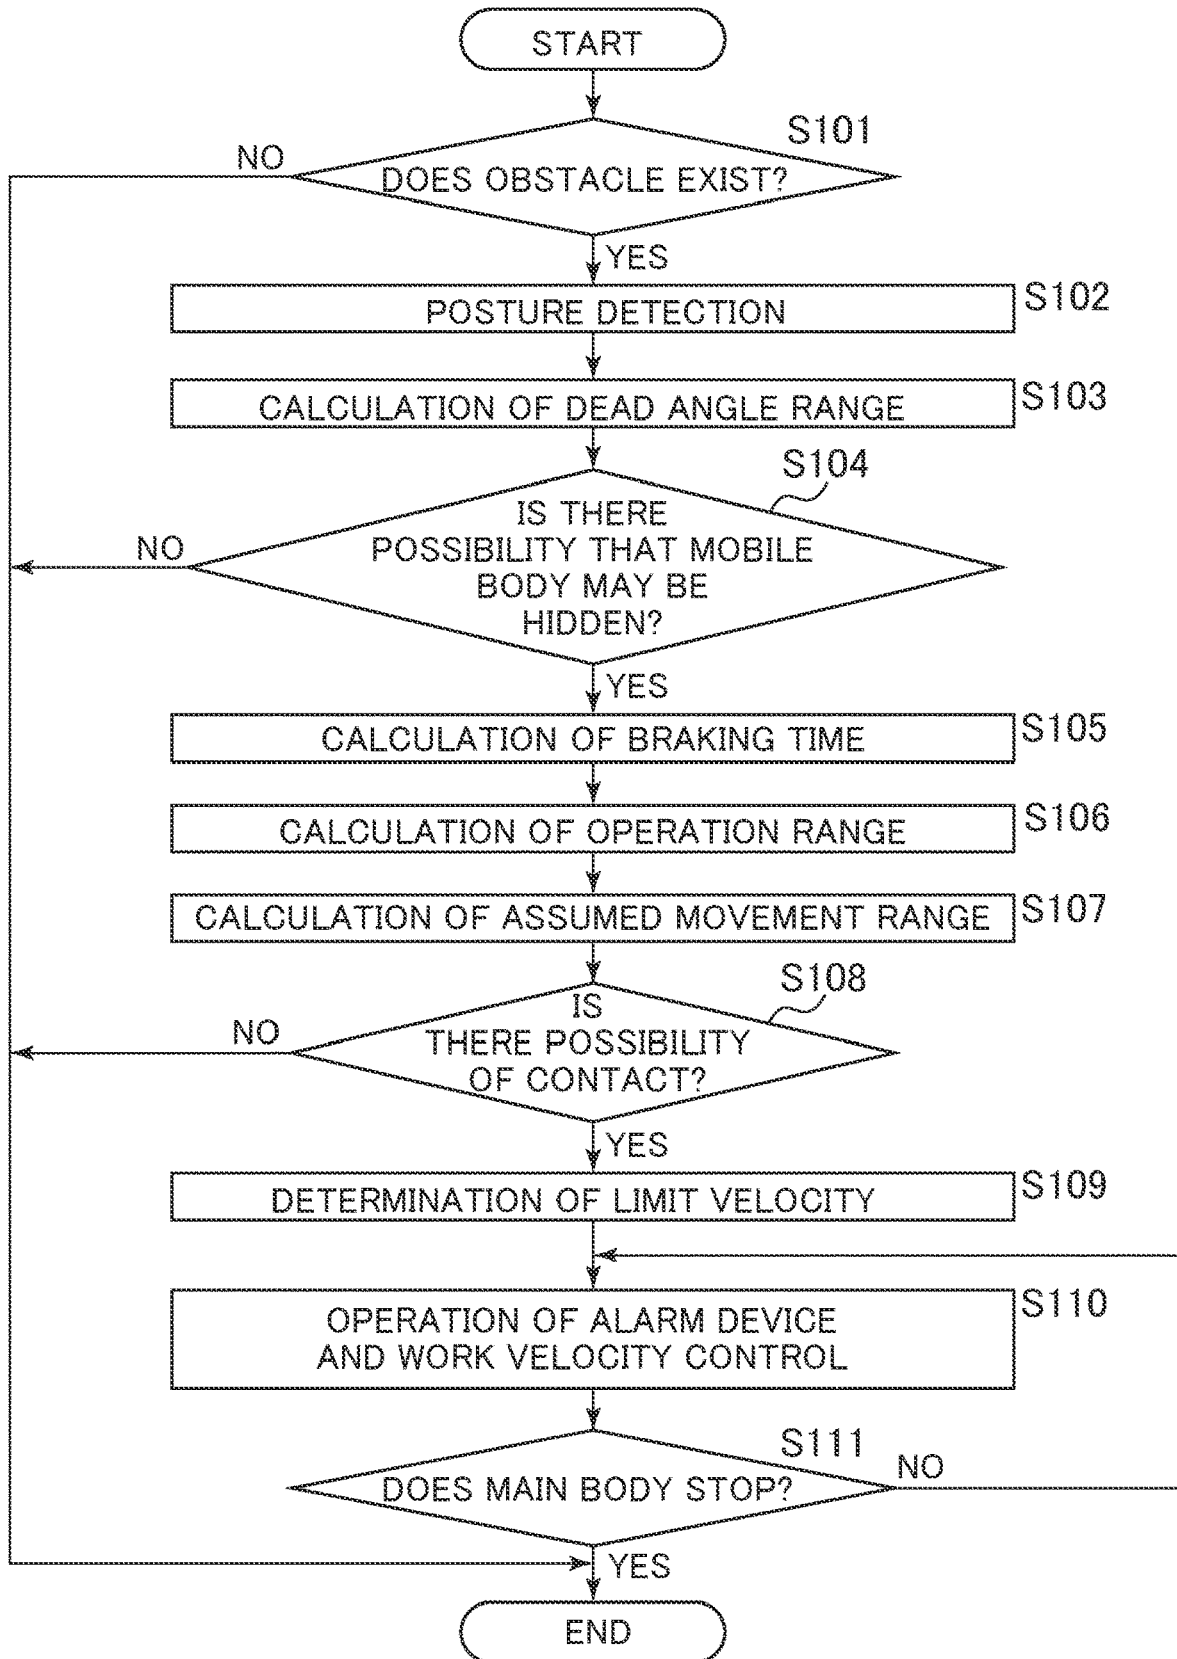 START
S101
NO
DOES OBSTACLE EXIST?
YES
S102
POSTURE DETECTION
S103
CALCULATION OF DEAD ANGLE RANGE
S104
IS THERE
POSSIBILITY THAT MOBILE
BODY MAY BE
HIDDEN?
NO
YES
S105
CALCULATION OF BRAKING TIME
S106
CALCULATION OF OPERATION RANGE
S107
CALCULATION OF ASSUMED MOVEMENT RANGE
S108
IS
THERE POSSIBILITY
OF CONTACT?
NO
YES
S109
DETERMINATION OF LIMIT VELOCITY
S110
OPERATION OF ALARM DEVICE
AND WORK VELOCITY CONTROL
S111
DOES MAIN BODY STOP?
NO
YES
END